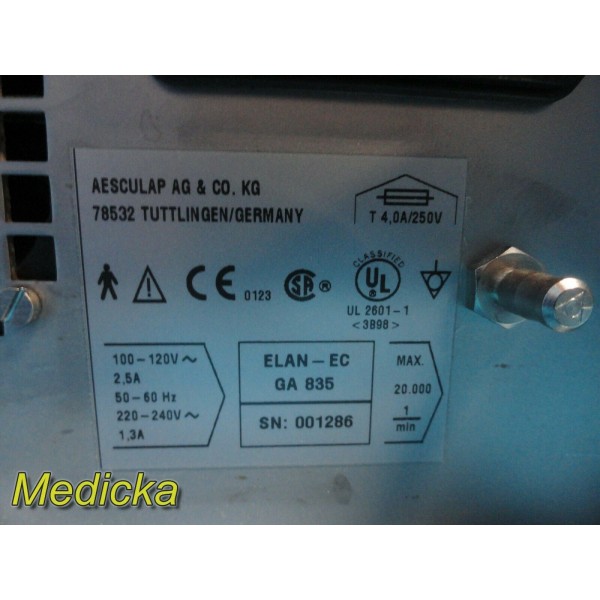 AESCULAP AG & CO. KG
78532 TUTTLINGEN/GERMANY
T 4,0A/250V
CE 0123
SA ®
CLASSIFIED
UL ®
UL 2601-1
<3B98>
100-120V ~
2,5A
50-60 Hz
220-240V ~
1,3A
ELAN-EC
GA 835
SN: 001286
MAX.
20.000
1
min
Medicka